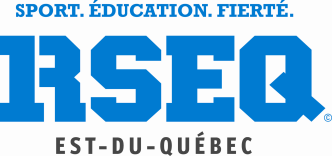 SPORT. ÉDUCATION. FIERTÉ.
RSEQ©
EST-DU-QUÉBEC